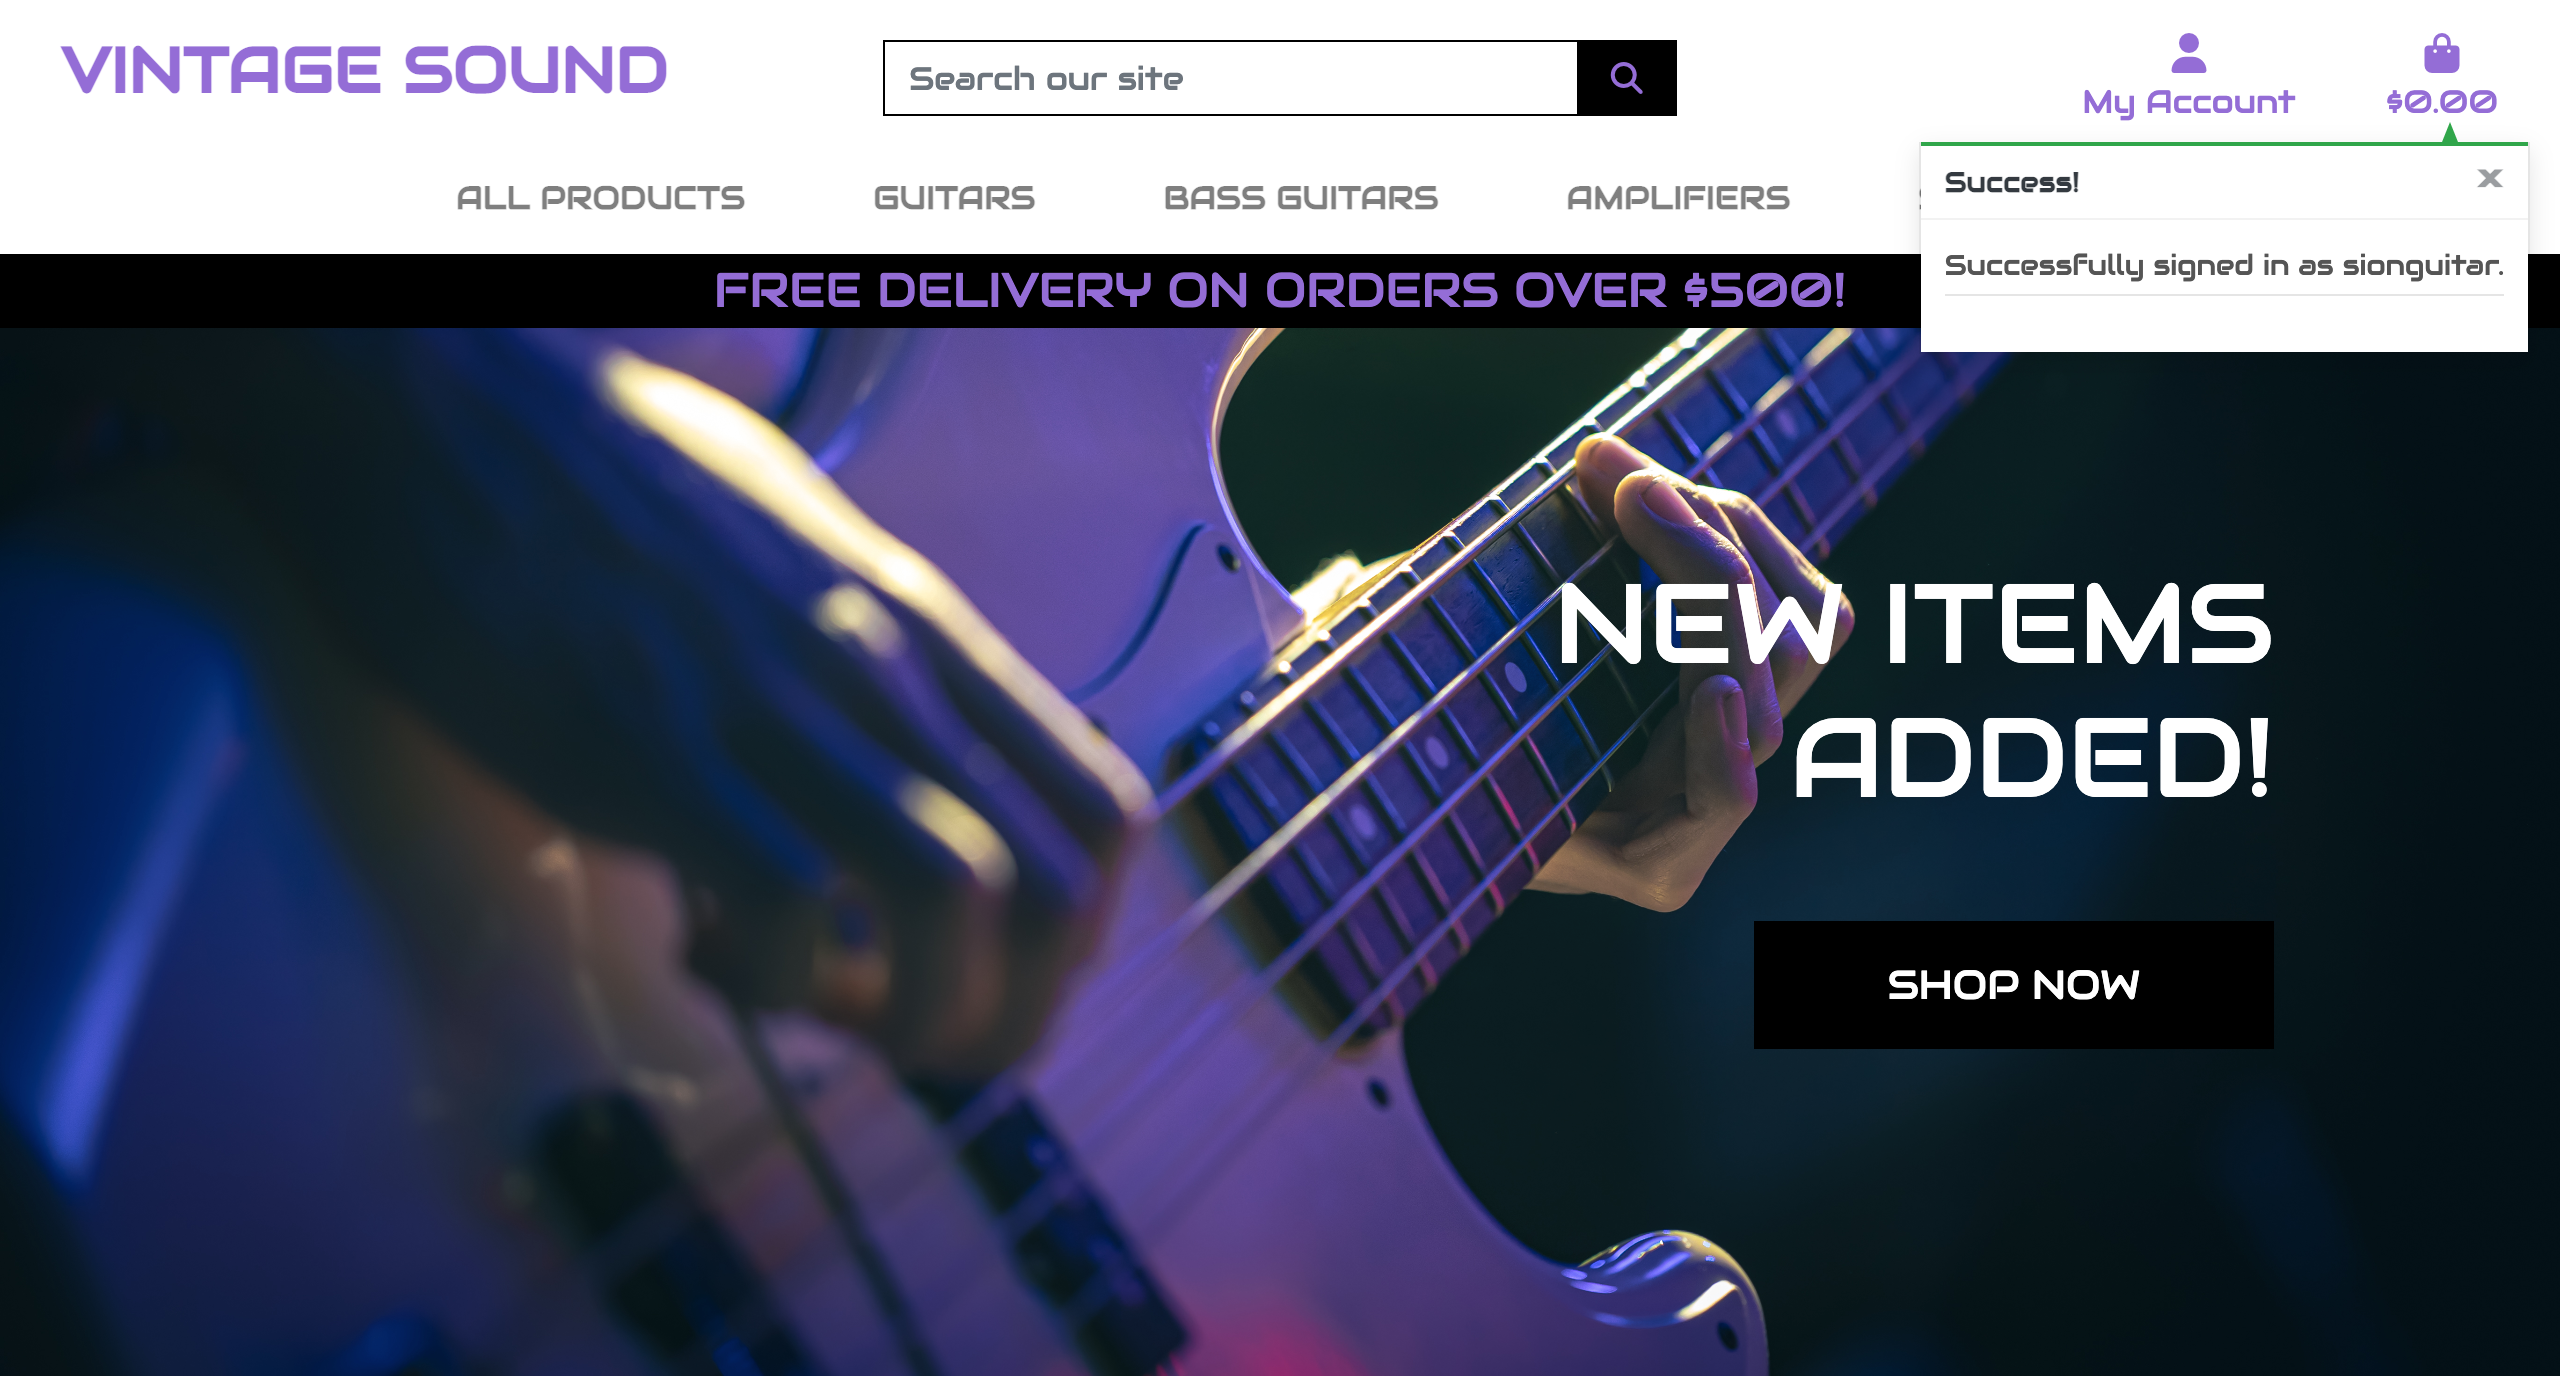 VINTAGE SOUND
Search our site
My Account
$0.00
ALL PRODUCTS
GUITARS
BASS GUITARS
AMPLIFIERS
Success!
Successfully signed in as sionguitar.
FREE DELIVERY ON ORDERS OVER $500!
NEW ITEMS
ADDED!
SHOP NOW